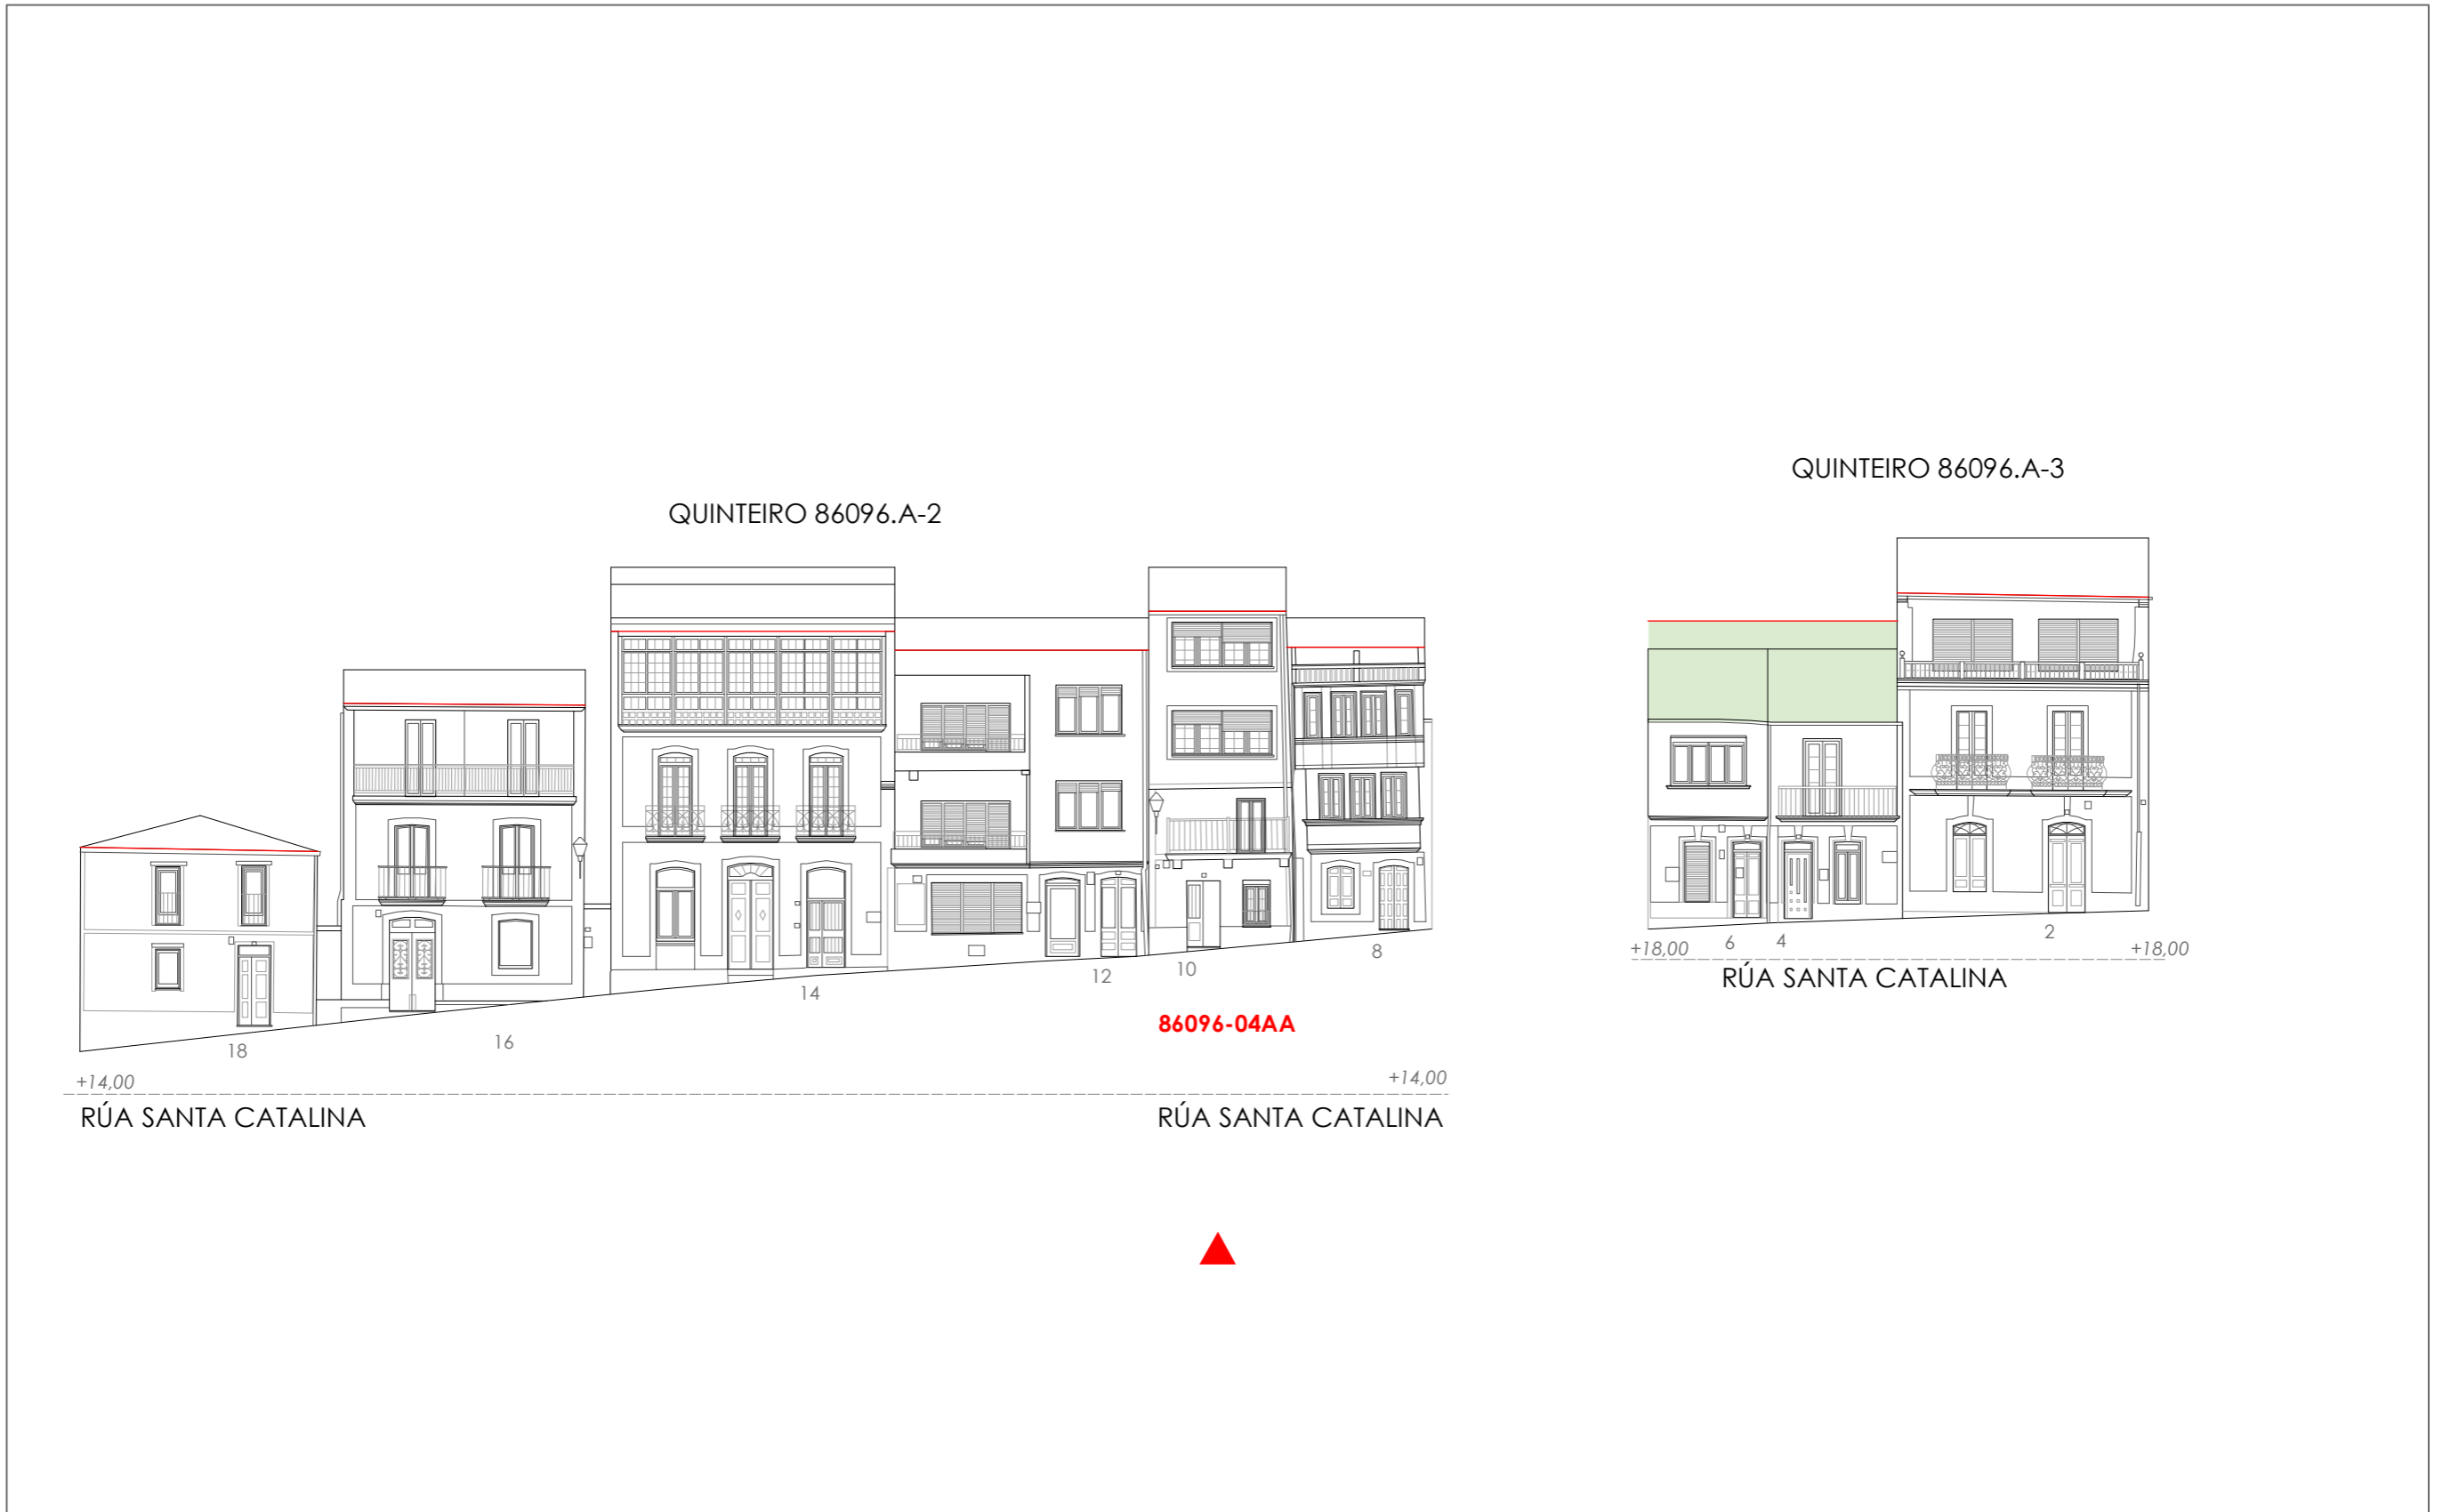 QUINTEIRO 86096.A-3
QUINTEIRO 86096.A-2
18
16
14
12
10
8
86096-04AA
+14,00
+14,00
RÚA SANTA CATALINA
RÚA SANTA CATALINA
+18,00
6
4
2
+18,00
RÚA SANTA CATALINA